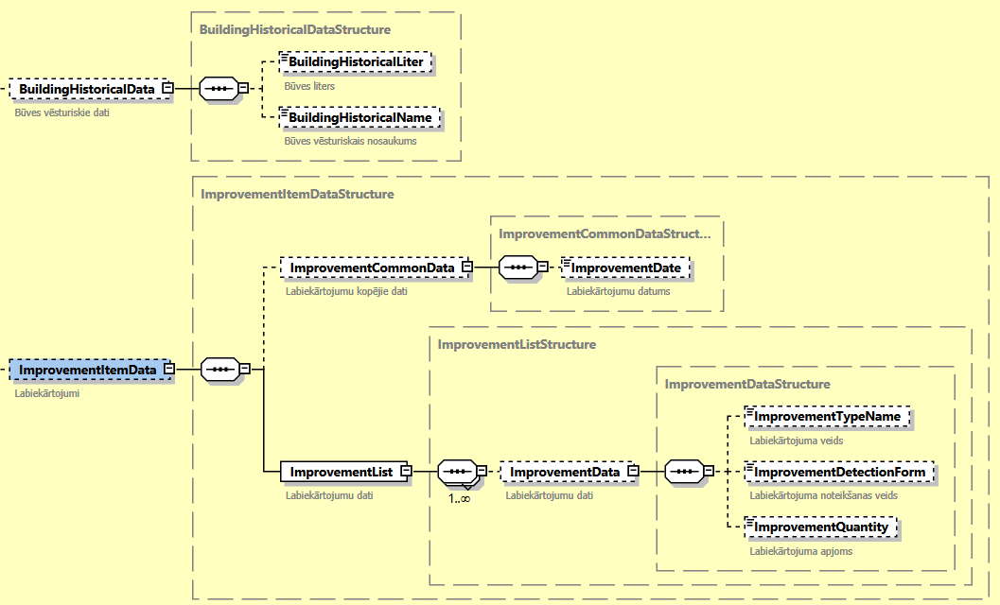 BuildingHistoricalDataStructure
BuildingHistoricalLiter
Būves liters
BuildingHistoricalData
Būves vēsturiskie dati
BuildingHistoricalName
Būves vēsturiskais nosaukums
ImprovementItemDataStructure
ImprovementCommonDataStruct...
ImprovementCommonData
Labiekārtojumu kopējie dati
ImprovementDate
Labiekārtojumu datums
ImprovementListStructure
ImprovementItemData
Labiekārtojumi
ImprovementDataStructure
ImprovementTypeName
Labiekārtojuma veids
ImprovementList
Labiekārtojumu dati
1..∞
ImprovementData
Labiekārtojumu dati
ImprovementDetectionForm
Labiekārtojuma noteikšanas veids
ImprovementQuantity
Labiekārtojuma apjoms